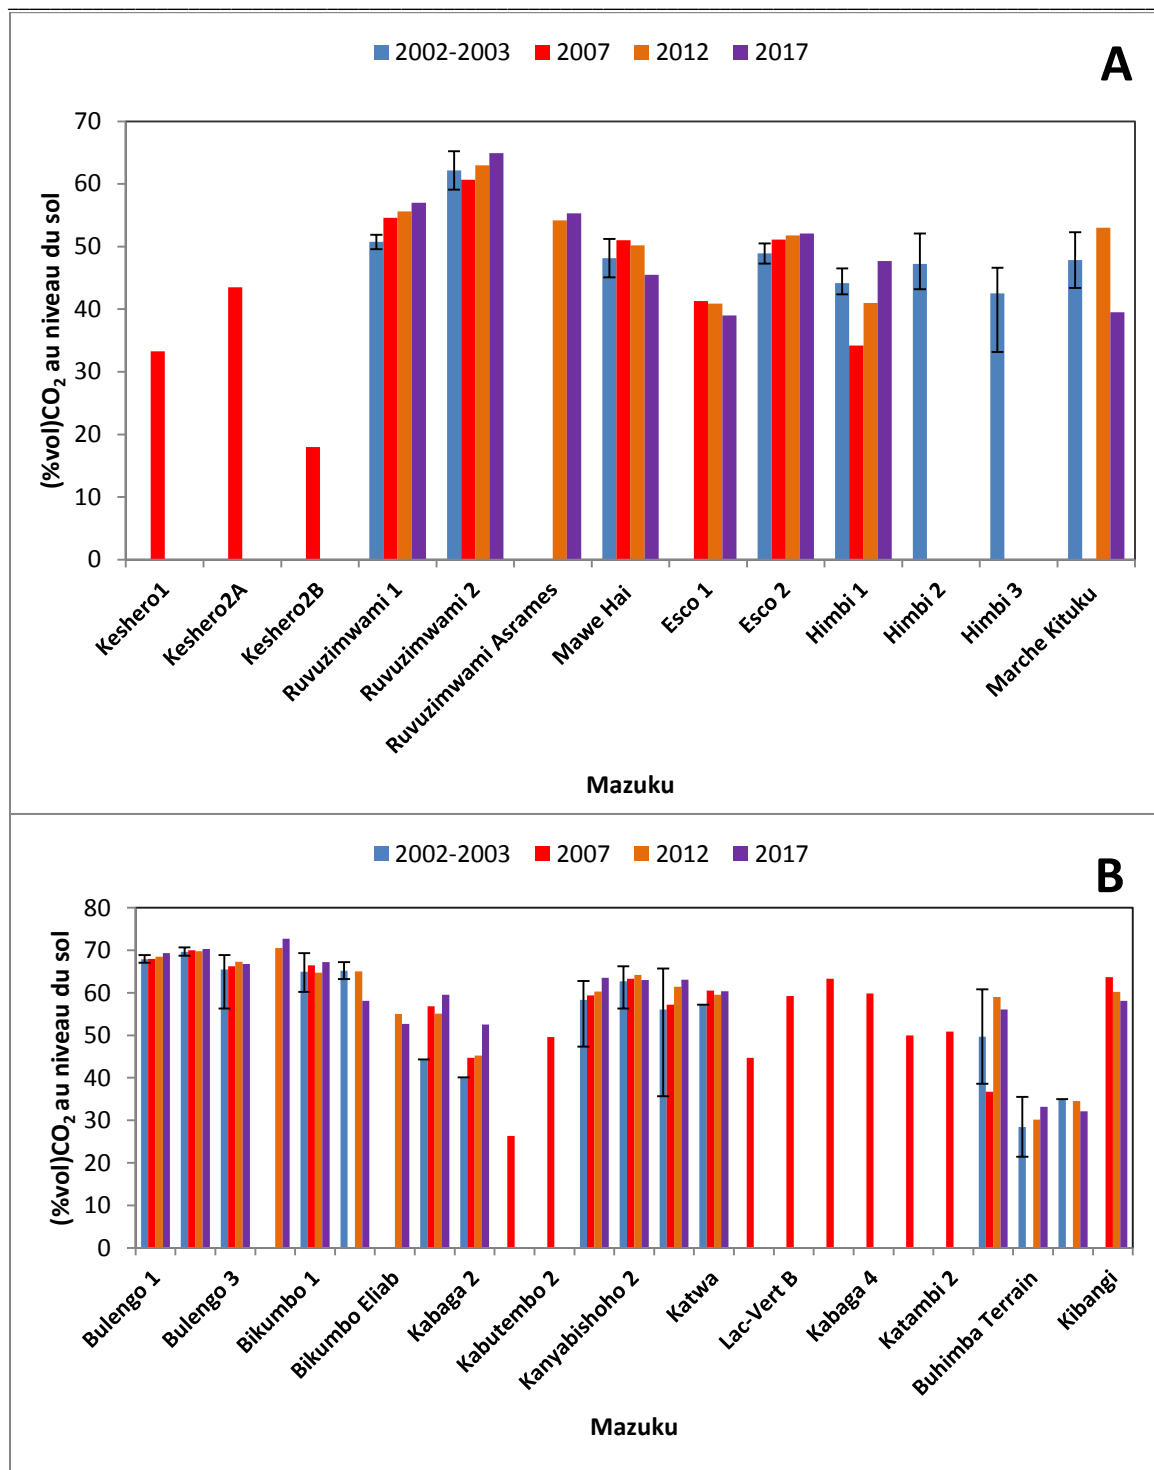 2002-2003 2007 2012 2017
A
(%vol)CO₂ au niveau du sol
70
60
50
40
30
20
10
0
Keshero1
Keshero2A
Keshero2B
Ruvuzimwami 1
Ruvuzimwami 2
Ruvuzimwami Asrames
Mawe Hai
Esco 1
Esco 2
Himbi 1
Himbi 2
Himbi 3
Marche Kituku
Mazuku
2002-2003 2007 2012 2017
B
(%vol)CO₂ au niveau du sol
80
70
60
50
40
30
20
10
0
Bulengo 1
Bulengo 3
Bikumbo 1
Bikumbo Eliab
Kabaga 2
Kabutembo 2
Kanyabishoho 2
Katwa
Lac-Vert B
Kabaga 4
Katambi 2
Buhimba Terrain
Kibangi
Mazuku